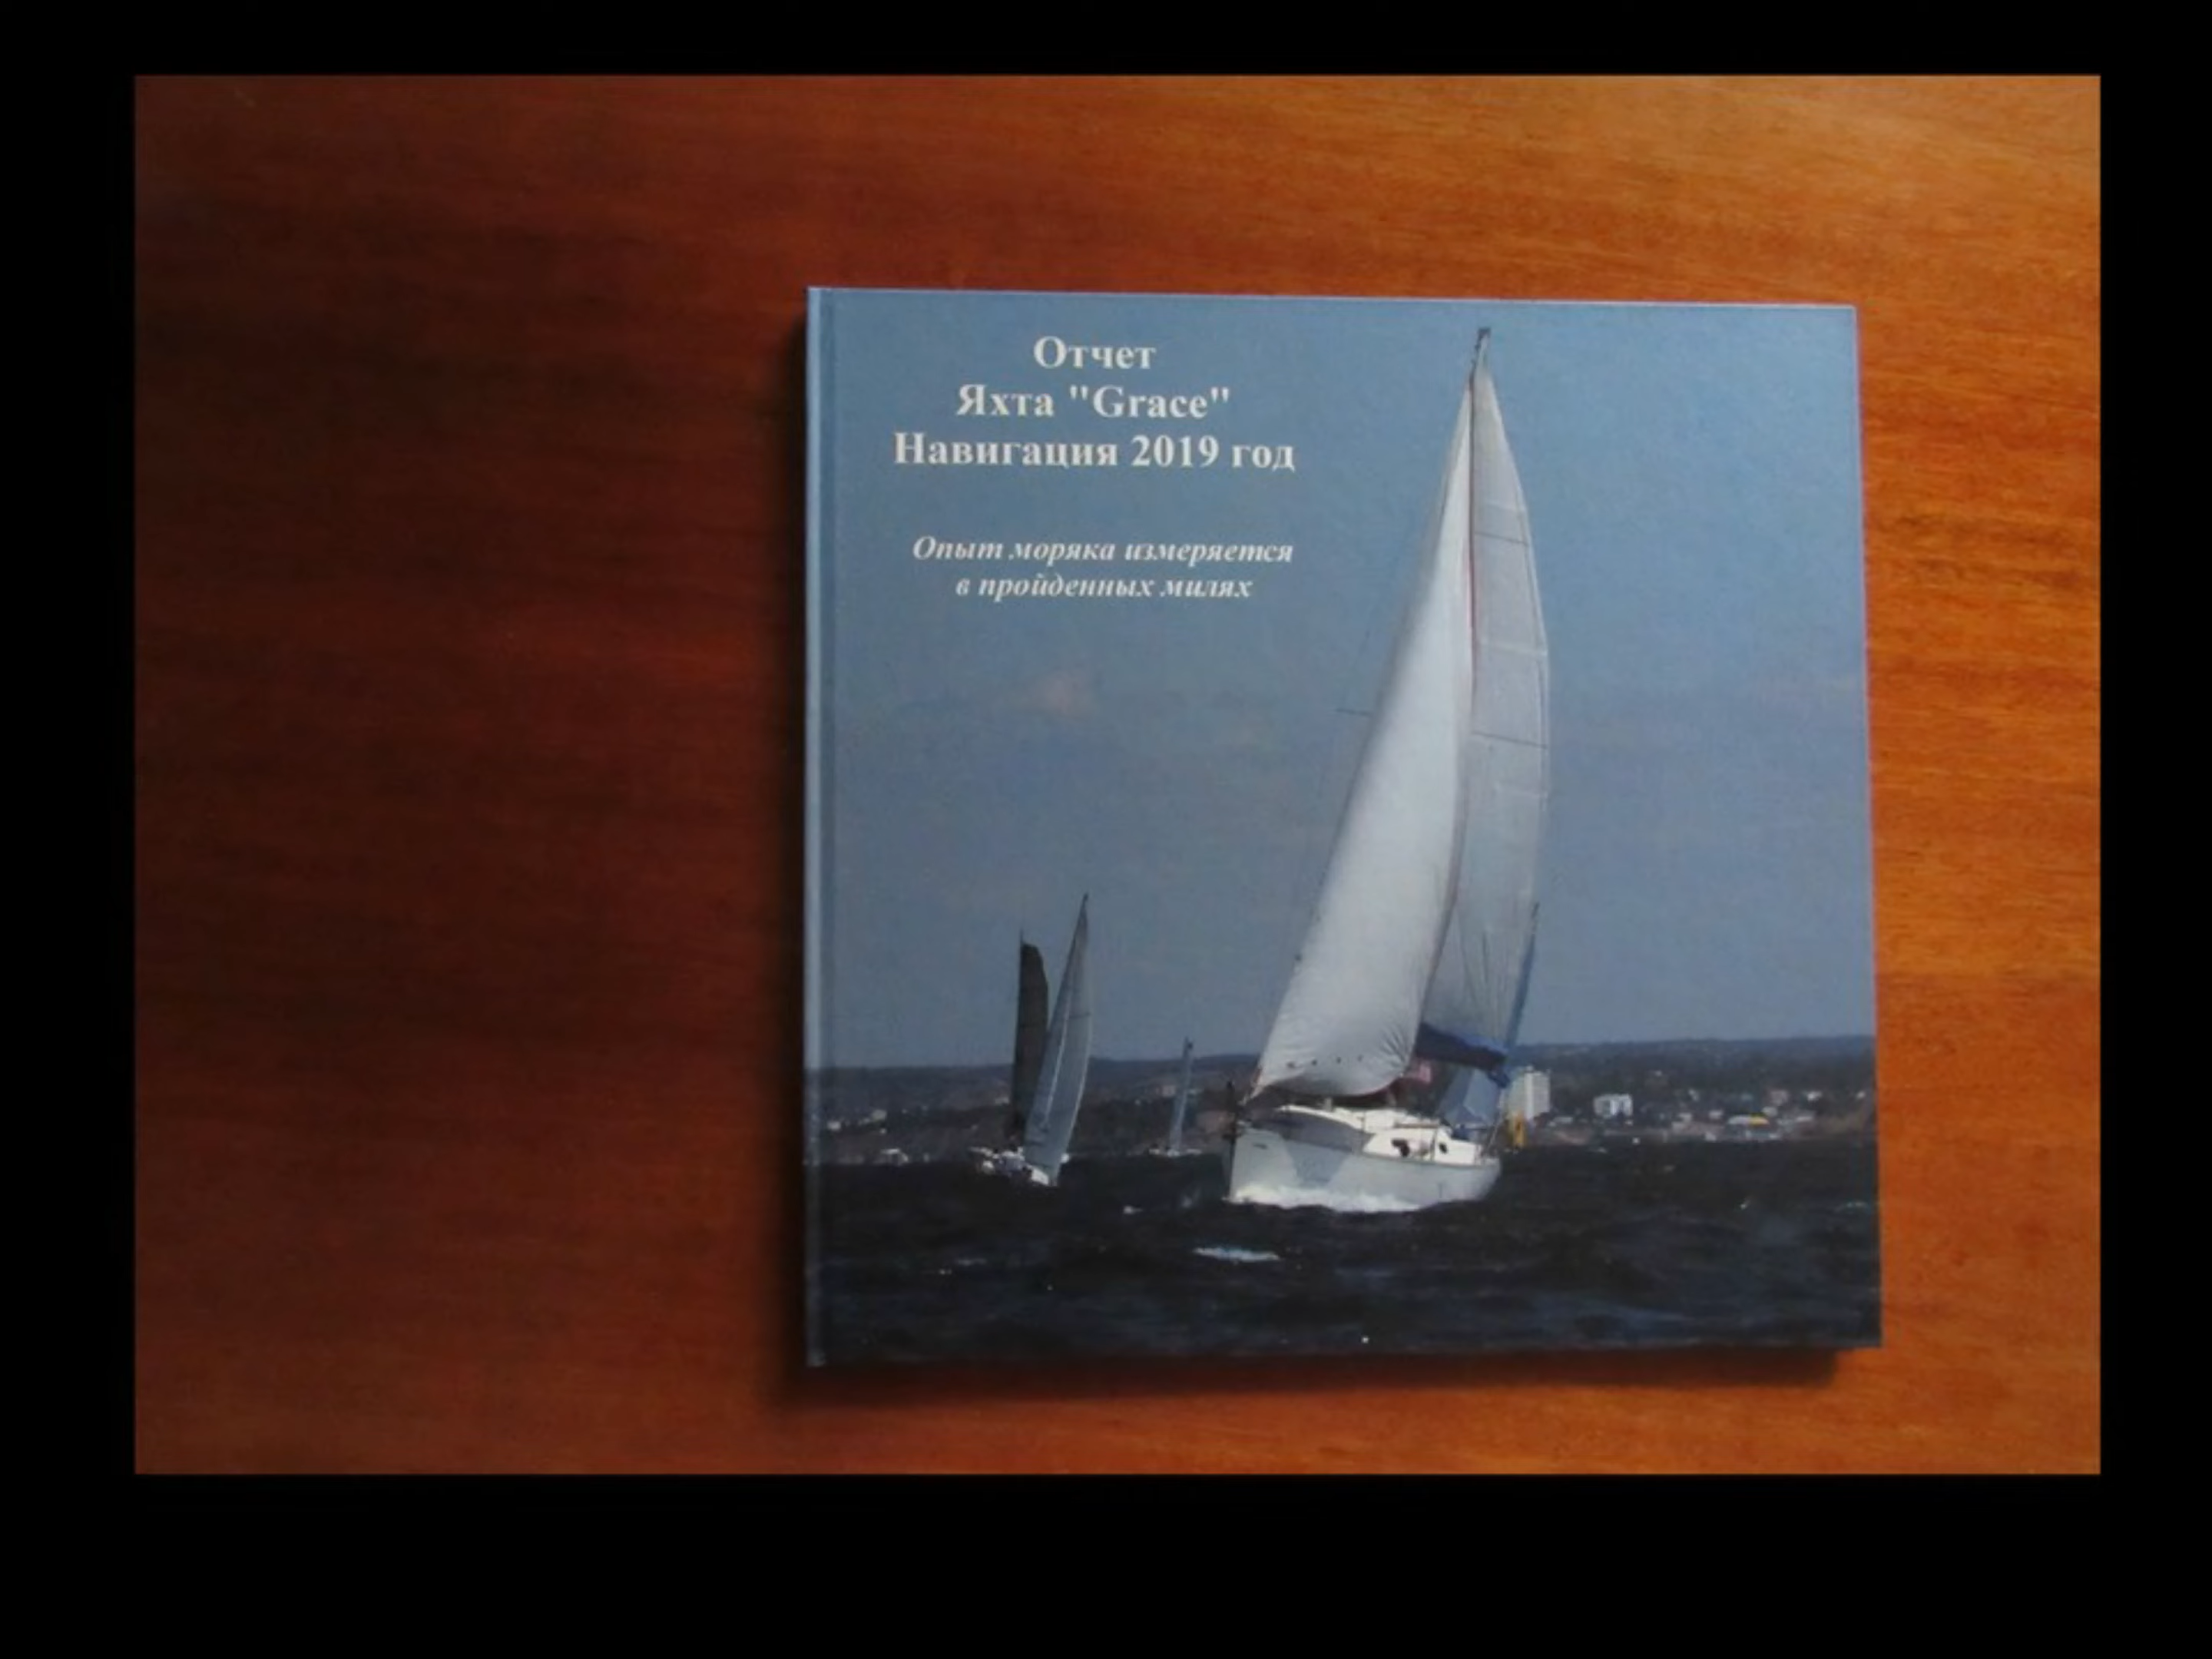 Отчет
Яхта "Grace"
Навигация 2019 год
Опыт моряка измеряется
в пройденных милях